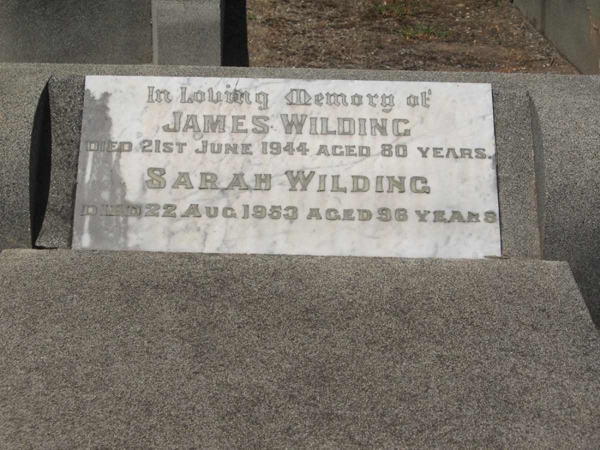 In Loving Memory of
JAMES WILDING
DIED 21ST JUNE 1944 AGED 80 YEARS.
SARAH WILDING
DIED 22 AUG 1953 AGED 96 YEARS